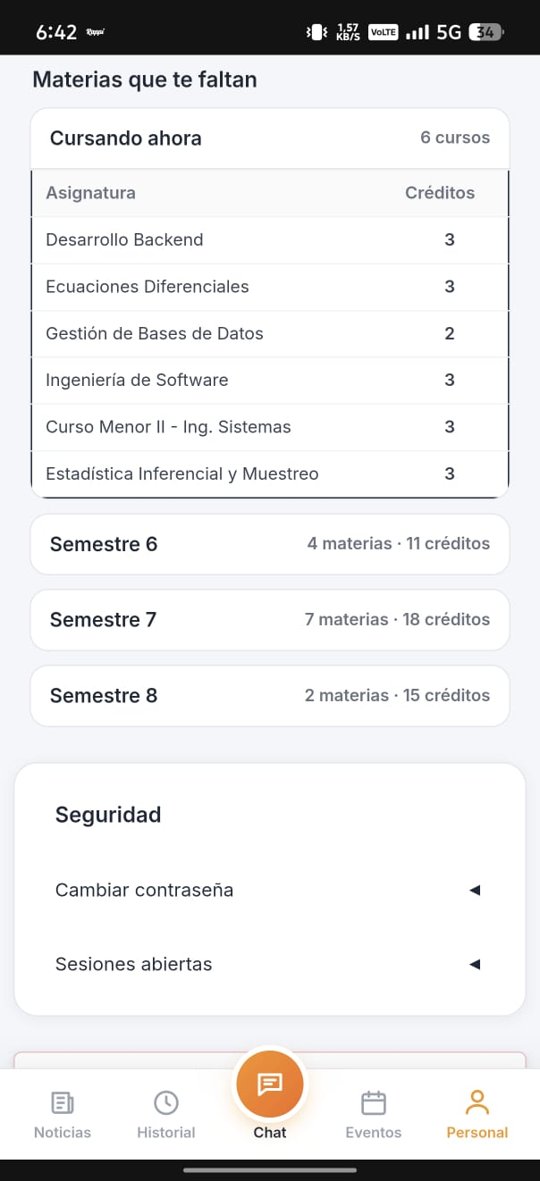 6:42 Rappi 1,57 KB/S VoLTE 5G 34
Materias que te faltan
Cursando ahora 6 cursos
Asignatura Créditos
Desarrollo Backend 3
Ecuaciones Diferenciales 3
Gestión de Bases de Datos 2
Ingeniería de Software 3
Curso Menor II - Ing. Sistemas 3
Estadística Inferencial y Muestreo 3
Semestre 6 4 materias · 11 créditos
Semestre 7 7 materias · 18 créditos
Semestre 8 2 materias · 15 créditos
Seguridad
Cambiar contraseña
Sesiones abiertas
Noticias Historial Chat Eventos Personal